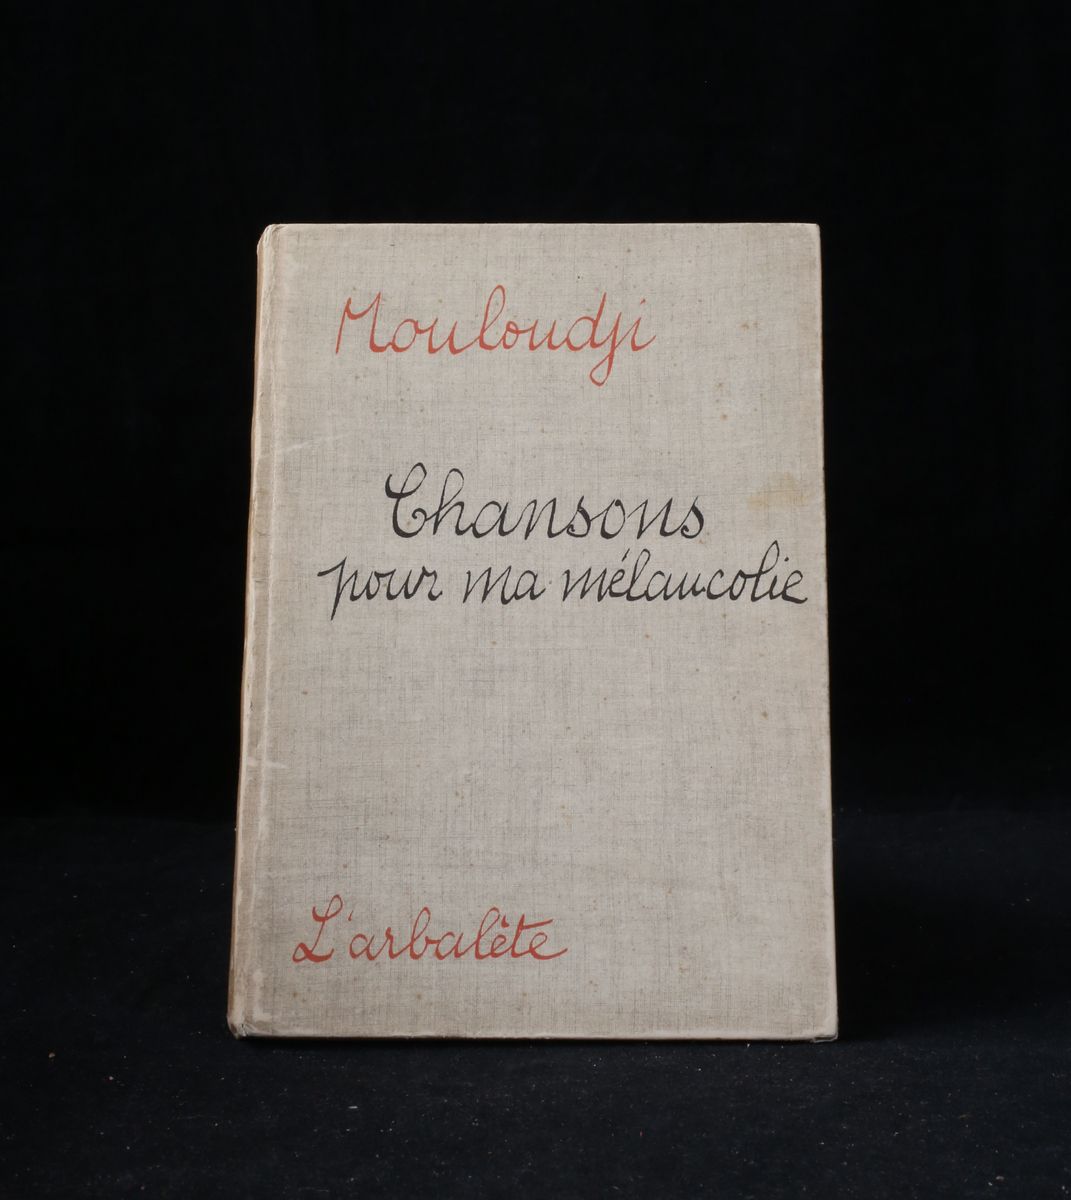 Mouloudji
Chansons
pour ma mélancolie
L'arbalète